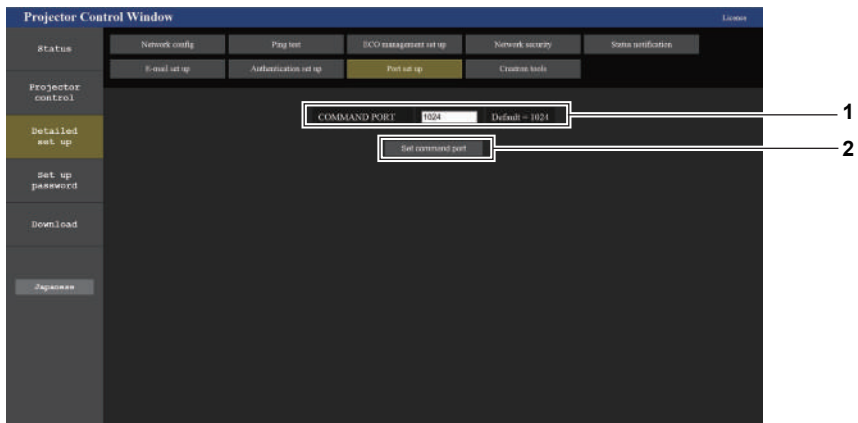 Projector Control Window
License
Status
Network config
Ping test
ECO management set up
Network security
Status notification
E-mail set up
Authentication set up
Port set up
Crestron tools
Projector
control
COMMAND PORT 1024 Default = 1024
1
Detailed
set up
Set command port
2
Set up
password
Download
Japanese